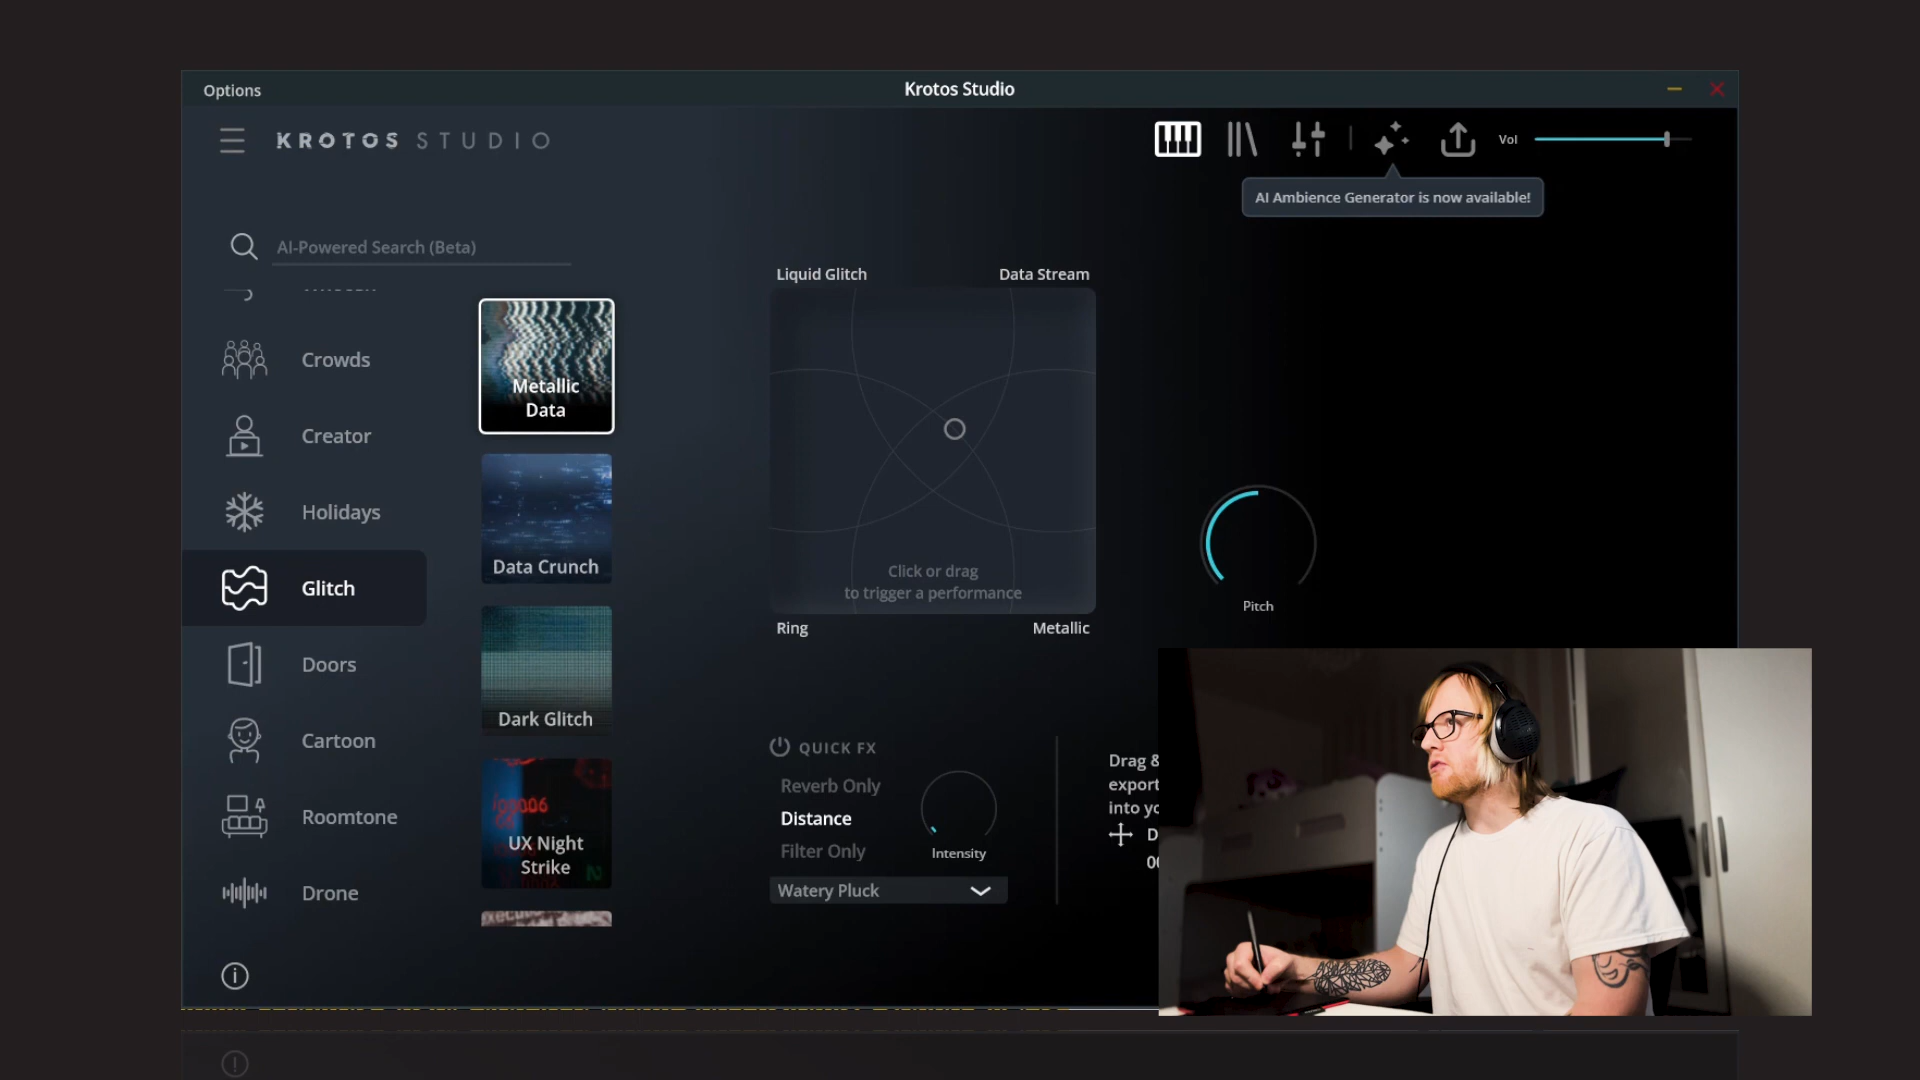 Options
Krotos Studio
KROTOS STUDIO
Vol
AI Ambience Generator is now available!
AI-Powered Search (Beta)
Crowds
Creator
Holidays
Glitch
Doors
Cartoon
Roomtone
Drone
Metallic
Data
Data Crunch
Dark Glitch
UX Night
Strike
Liquid Glitch
Data Stream
Click or drag
to trigger a performance
Ring
Metallic
Pitch
QUICK FX
Reverb Only
Distance
Filter Only
Intensity
Watery Pluck
Drag &
export
into